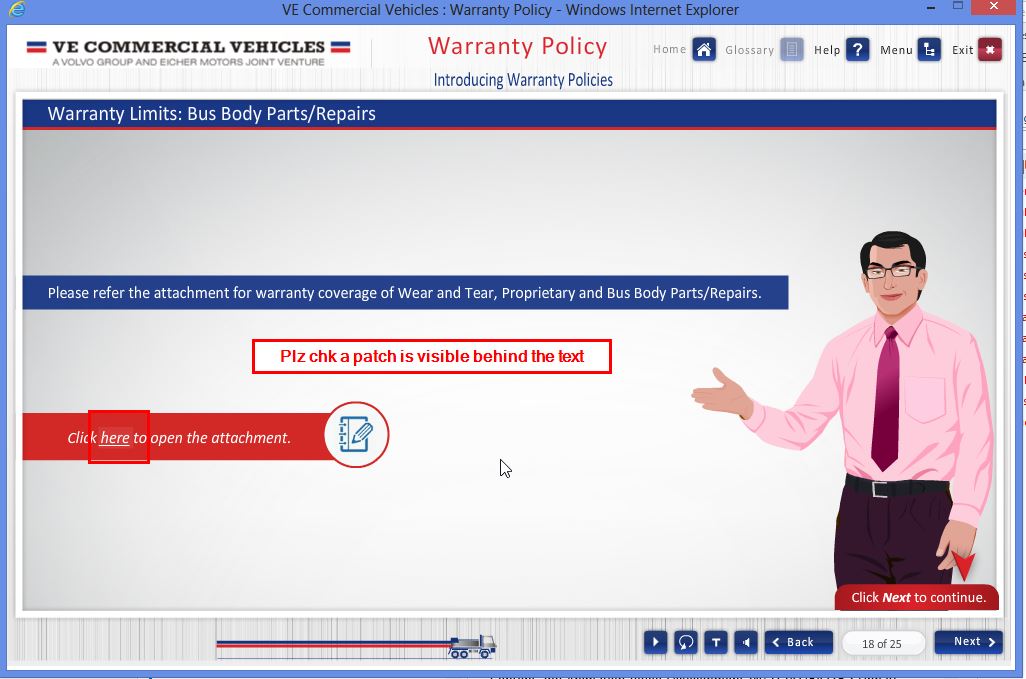 VE Commercial Vehicles : Warranty Policy - Windows Internet Explorer
VE COMMERCIAL VEHICLES
A VOLVO GROUP AND EICHER MOTORS JOINT VENTURE
Warranty Policy
Introducing Warranty Policies
Home Glossary Help ? Menu Exit
Warranty Limits: Bus Body Parts/Repairs
Please refer the attachment for warranty coverage of Wear and Tear, Proprietary and Bus Body Parts/Repairs.
Plz chk a patch is visible behind the text
Click here to open the attachment.
Click Next to continue.
T Back 18 of 25 Next